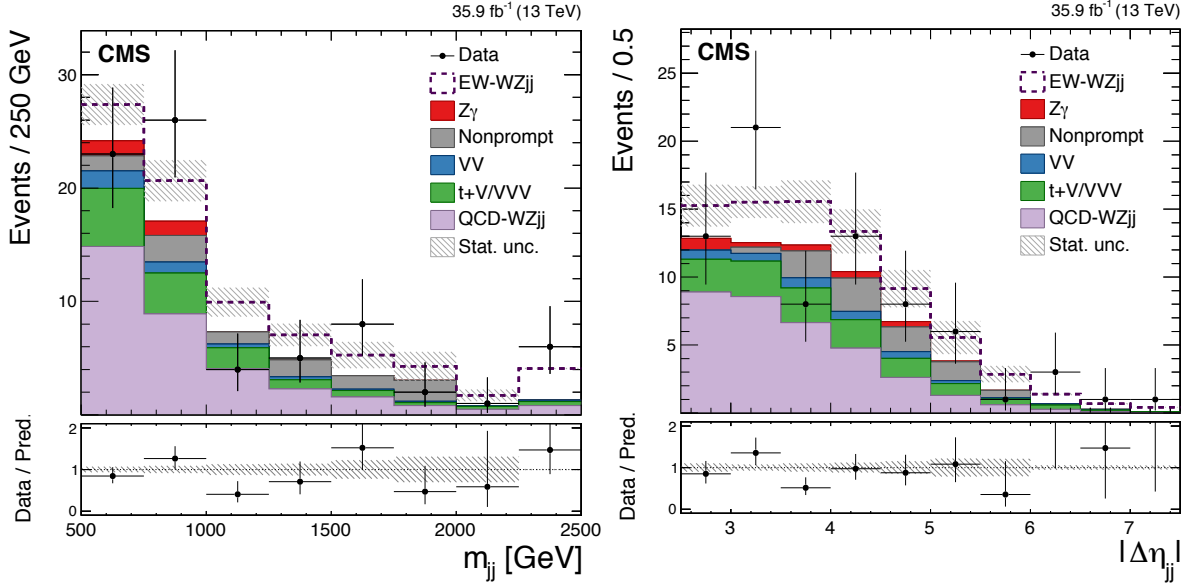 35.9 fb⁻¹ (13 TeV)
CMS
Data
EW-WZjj
Zγ
Nonprompt
VV
t+V/VVV
QCD-WZjj
Stat. unc.
Events / 250 GeV
30
20
10
Data / Pred.
2
1
0
500 1000 1500 2000 2500
m_jj [GeV]
35.9 fb⁻¹ (13 TeV)
CMS
Data
EW-WZjj
Zγ
Nonprompt
VV
t+V/VVV
QCD-WZjj
Stat. unc.
Events / 0.5
25
20
15
10
5
Data / Pred.
2
1
0
3 4 5 6 7
|Δη_jj|